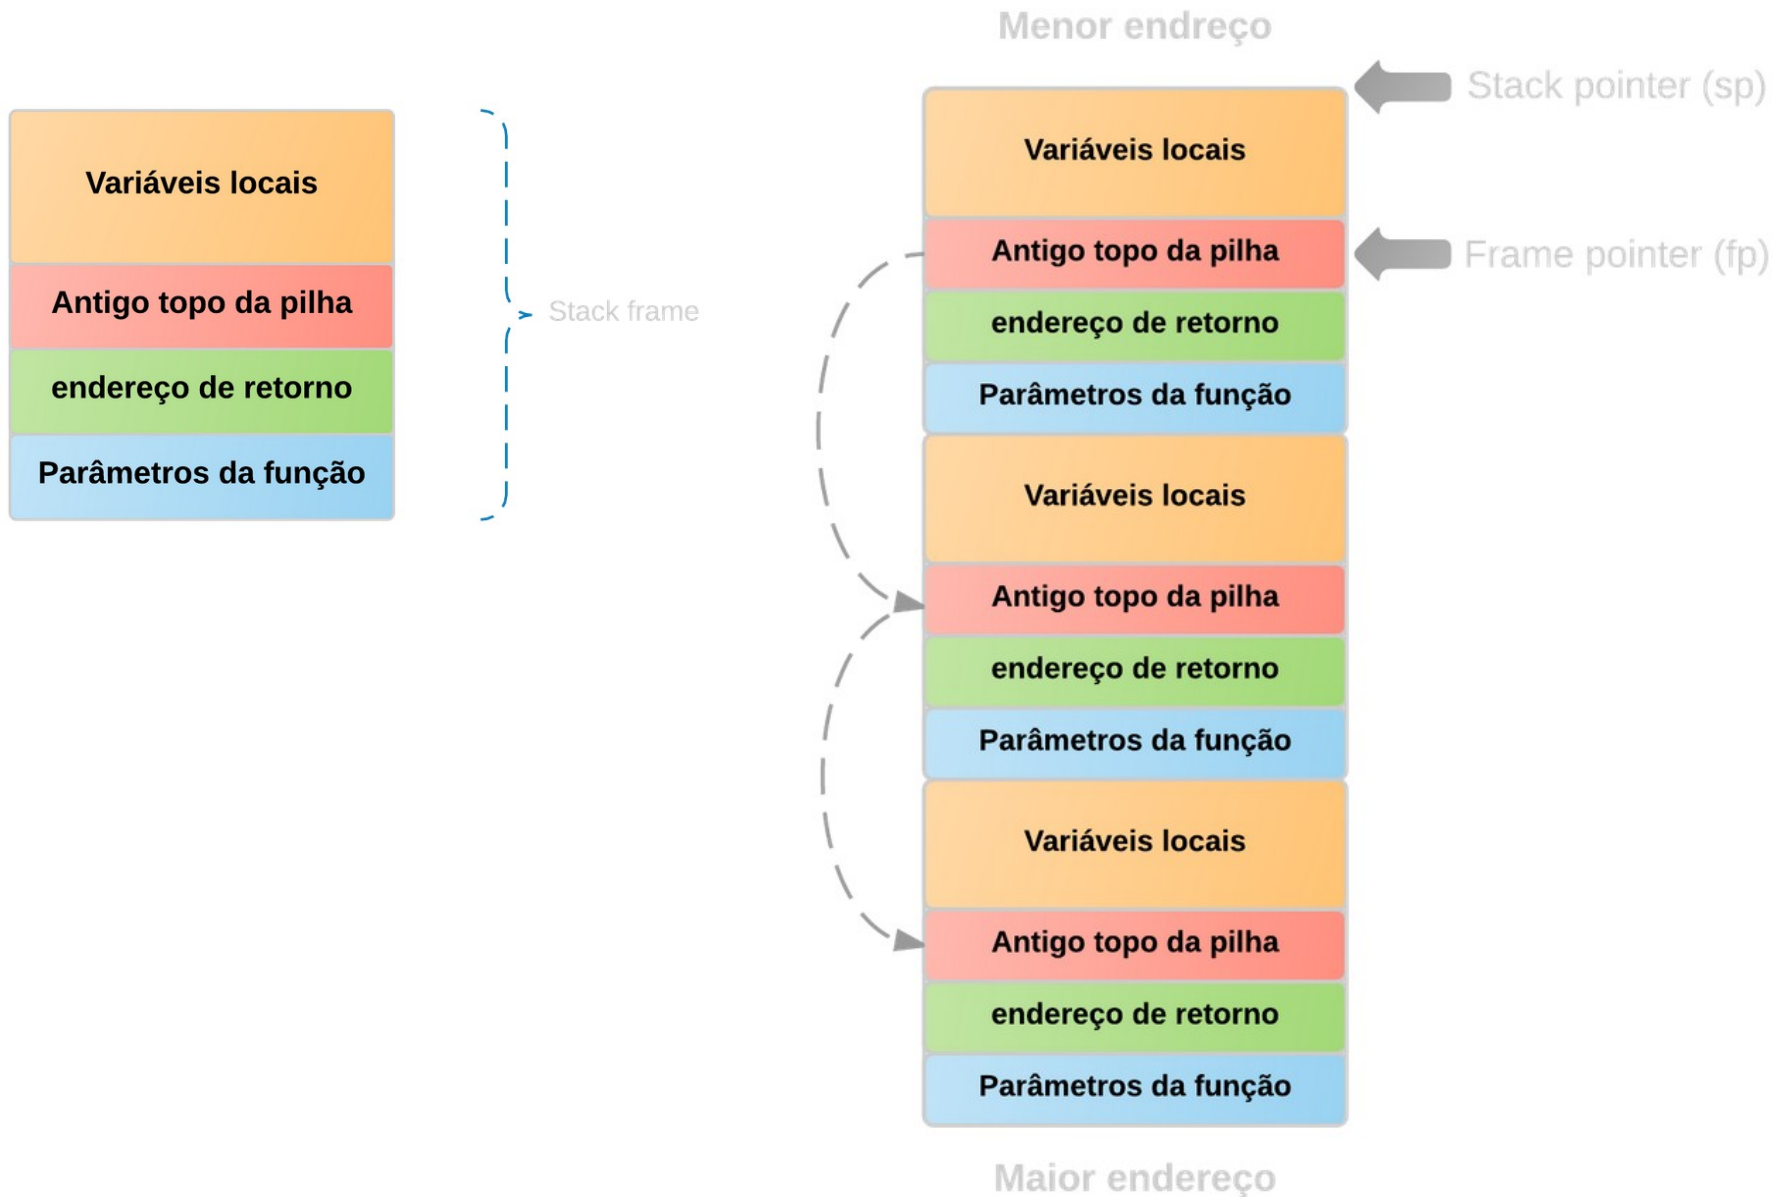 Variáveis locais
Antigo topo da pilha
endereço de retorno
Parâmetros da função
Stack frame
Menor endreço
Stack pointer (sp)
Variáveis locais
Antigo topo da pilha
Frame pointer (fp)
endereço de retorno
Parâmetros da função
Variáveis locais
Antigo topo da pilha
endereço de retorno
Parâmetros da função
Variáveis locais
Antigo topo da pilha
endereço de retorno
Parâmetros da função
Maior endereço